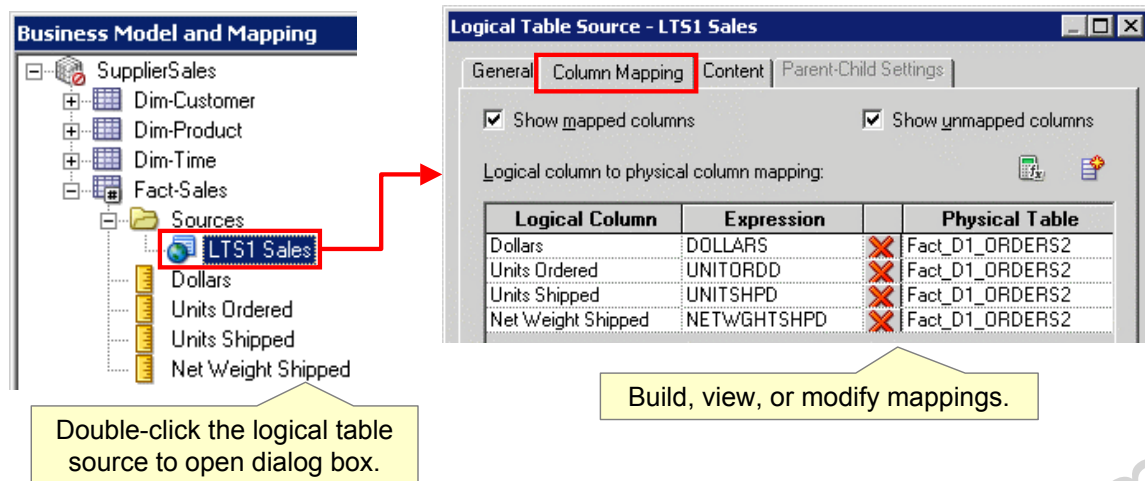 Business Model and Mapping
SupplierSales
Dim-Customer
Dim-Product
Dim-Time
Fact-Sales
Sources
LTS1 Sales
Dollars
Units Ordered
Units Shipped
Net Weight Shipped
Double-click the logical table
source to open dialog box.
Logical Table Source - LTS1 Sales
General Column Mapping Content Parent-Child Settings
Show mapped columns Show unmapped columns
Logical column to physical column mapping:
Logical Column Expression Physical Table
Dollars DOLLARS Fact_D1_ORDERS2
Units Ordered UNITORDD Fact_D1_ORDERS2
Units Shipped UNITSHPD Fact_D1_ORDERS2
Net Weight Shipped NETWGHTSHPD Fact_D1_ORDERS2
Build, view, or modify mappings.